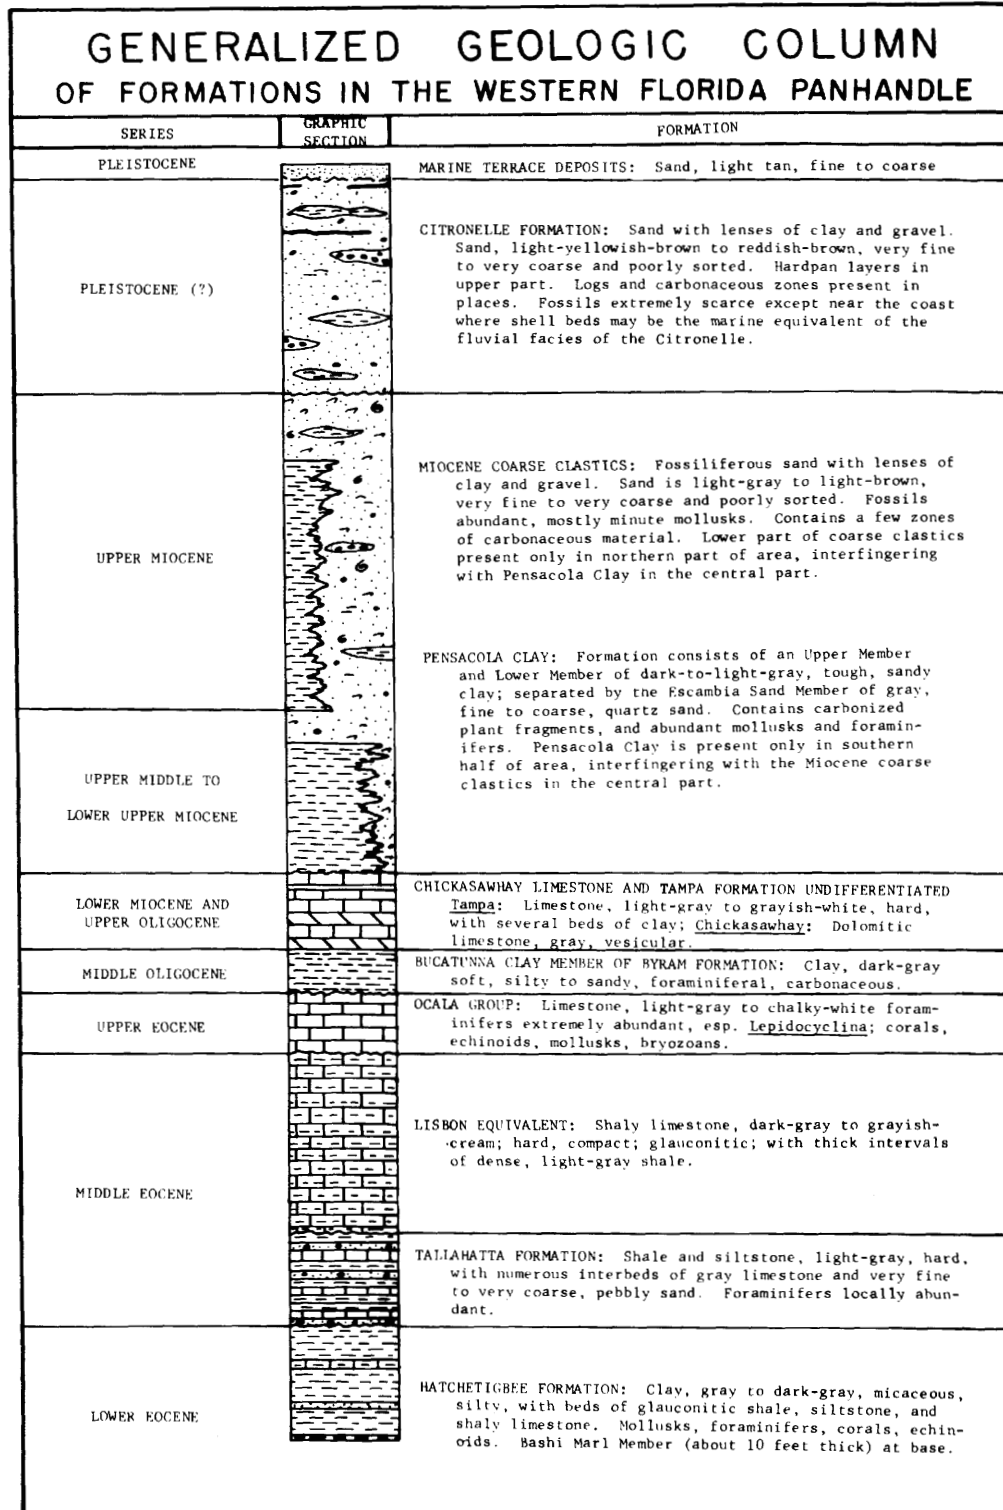 GENERALIZED GEOLOGIC COLUMN
OF FORMATIONS IN THE WESTERN FLORIDA PANHANDLE
SERIES
GRAPHIC
SECTION
FORMATION
PLEISTOCENE
MARINE TERRACE DEPOSITS: Sand, light tan, fine to coarse
PLEISTOCENE (?)
CITRONELLE FORMATION: Sand with lenses of clay and gravel.
Sand, light-yellowish-brown to reddish-brown, very fine
to very coarse and poorly sorted. Hardpan layers in
upper part. Logs and carbonaceous zones present in
places. Fossils extremely scarce except near the coast
where shell beds may be the marine equivalent of the
fluvial facies of the Citronelle.
UPPER MIOCENE
MIOCENE COARSE CLASTICS: Fossiliferous sand with lenses of
clay and gravel. Sand is light-gray to light-brown,
very fine to very coarse and poorly sorted. Fossils
abundant, mostly minute mollusks. Contains a few zones
of carbonaceous material. Lower part of coarse clastics
present only in northern part of area, interfingering
with Pensacola Clay in the central part.
PENSACOLA CLAY: Formation consists of an Upper Member
and Lower Member of dark-to-light-gray, tough, sandy
clay; separated by the Escambia Sand Member of gray,
fine to coarse, quartz sand. Contains carbonized
plant fragments, and abundant mollusks and foramin-
ifers. Pensacola Clay is present only in southern
half of area, interfingering with the Miocene coarse
clastics in the central part.
UPPER MIDDLE TO
LOWER UPPER MIOCENE
LOWER MIOCENE AND
UPPER OLIGOCENE
CHICKASAWHAY LIMESTONE AND TAMPA FORMATION UNDIFFERENTIATED
Tampa: Limestone, light-gray to grayish-white, hard,
with several beds of clay; Chickasawhay: Dolomitic
limestone, gray, vesicular.
MIDDLE OLIGOCENE
BUCATUNNA CLAY MEMBER OF BYRAM FORMATION: Clay, dark-gray
soft, silty to sandy, foraminiferal, carbonaceous.
UPPER EOCENE
OCALA GROUP: Limestone, light-gray to chalky-white foram-
inifers extremely abundant, esp. Lepidocyclina; corals,
echinoids, mollusks, bryozoans.
MIDDLE EOCENE
LISBON EQUIVALENT: Shaly limestone, dark-gray to grayish-
cream; hard, compact; glauconitic; with thick intervals
of dense, light-gray shale.
TALLAHATTA FORMATION: Shale and siltstone, light-gray, hard,
with numerous interbeds of gray limestone and very fine
to very coarse, pebbly sand. Foraminifers locally abun-
dant.
LOWER EOCENE
HATCHETIGBEE FORMATION: Clay, gray to dark-gray, micaceous,
silty, with beds of glauconitic shale, siltstone, and
shaly limestone. Mollusks, foraminifers, corals, echin-
oids. Bashi Marl Member (about 10 feet thick) at base.